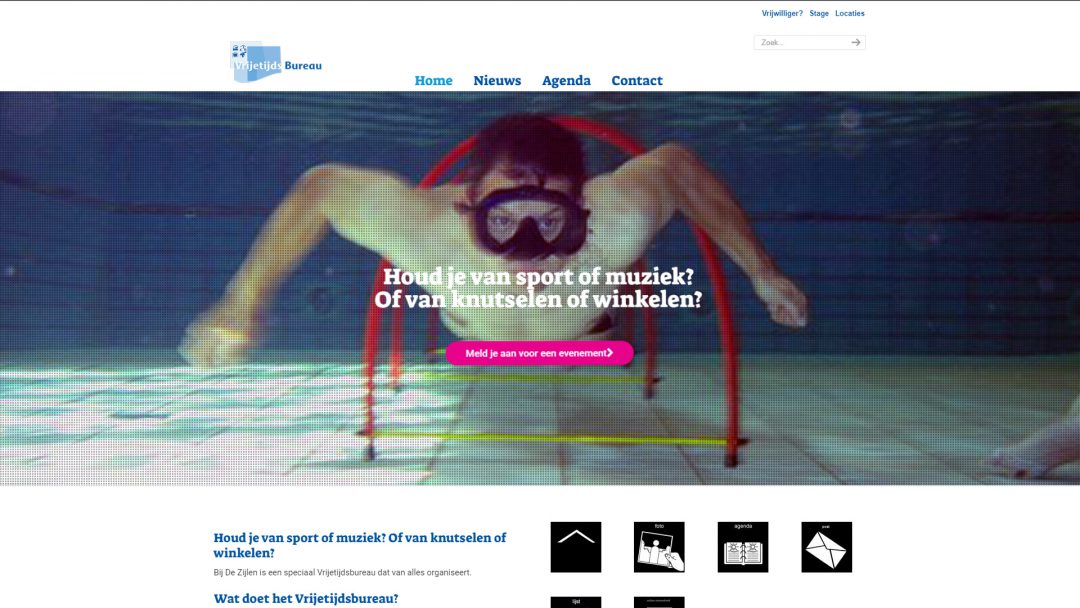 Vrijwilliger? Stage Locaties
Zoek...
Vrijetijds Bureau
Home Nieuws Agenda Contact
Houd je van sport of muziek?
Of van knutselen of winkelen?
Meld je aan voor een evenement
Houd je van sport of muziek? Of van knutselen of
winkelen?
Bij De Zijlen is een speciaal Vrijetijdsbureau dat van alles organiseert.
Wat doet het Vrijetijdsbureau?
foto
agenda
post
lijst